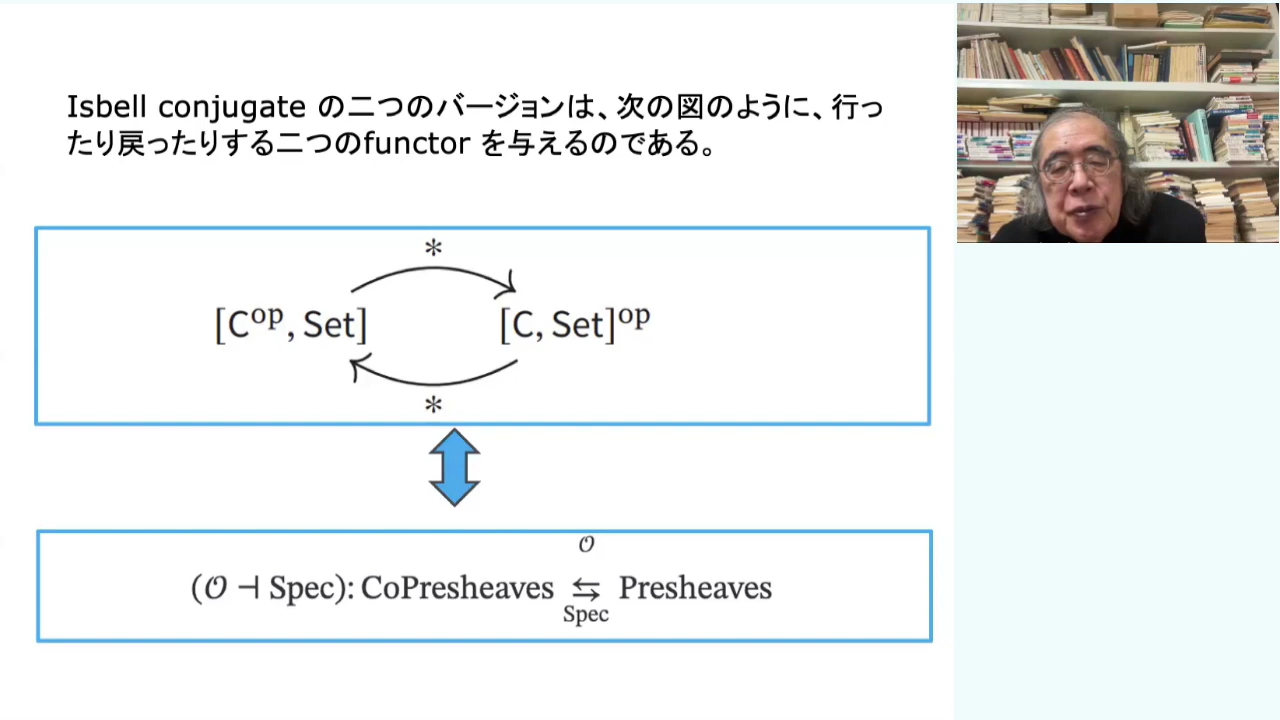 Isbell conjugate の二つのバージョンは、次の図のように、行っ
たり戻ったりする二つのfunctor を与えるのである。
*
[Cᵒᵖ, Set] [C, Set]ᵒᵖ
*
𝒪
(𝒪 ⊣ Spec): CoPresheaves ⇆ Presheaves
Spec